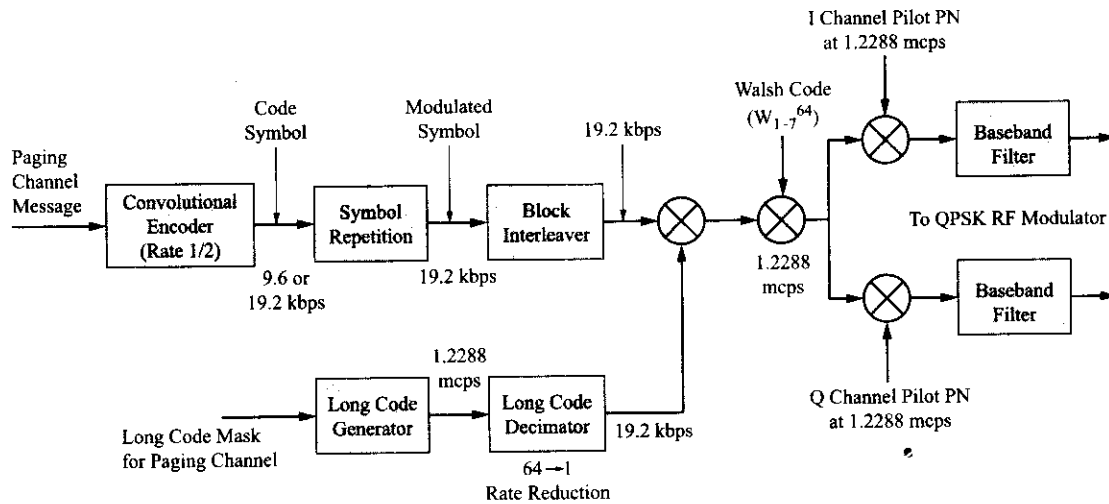 I Channel Pilot PN
at 1.2288 mcps
Walsh Code
(W₁₋₇⁶⁴)
Code
Symbol
Modulated
Symbol
19.2 kbps
Paging
Channel
Message
Convolutional
Encoder
(Rate 1/2)
Symbol
Repetition
Block
Interleaver
Baseband
Filter
To QPSK RF Modulator
9.6 or
19.2 kbps
19.2 kbps
1.2288
mcps
Baseband
Filter
1.2288
mcps
Long Code
Generator
Long Code
Decimator
19.2 kbps
Long Code Mask
for Paging Channel
64→1
Rate Reduction
Q Channel Pilot PN
at 1.2288 mcps